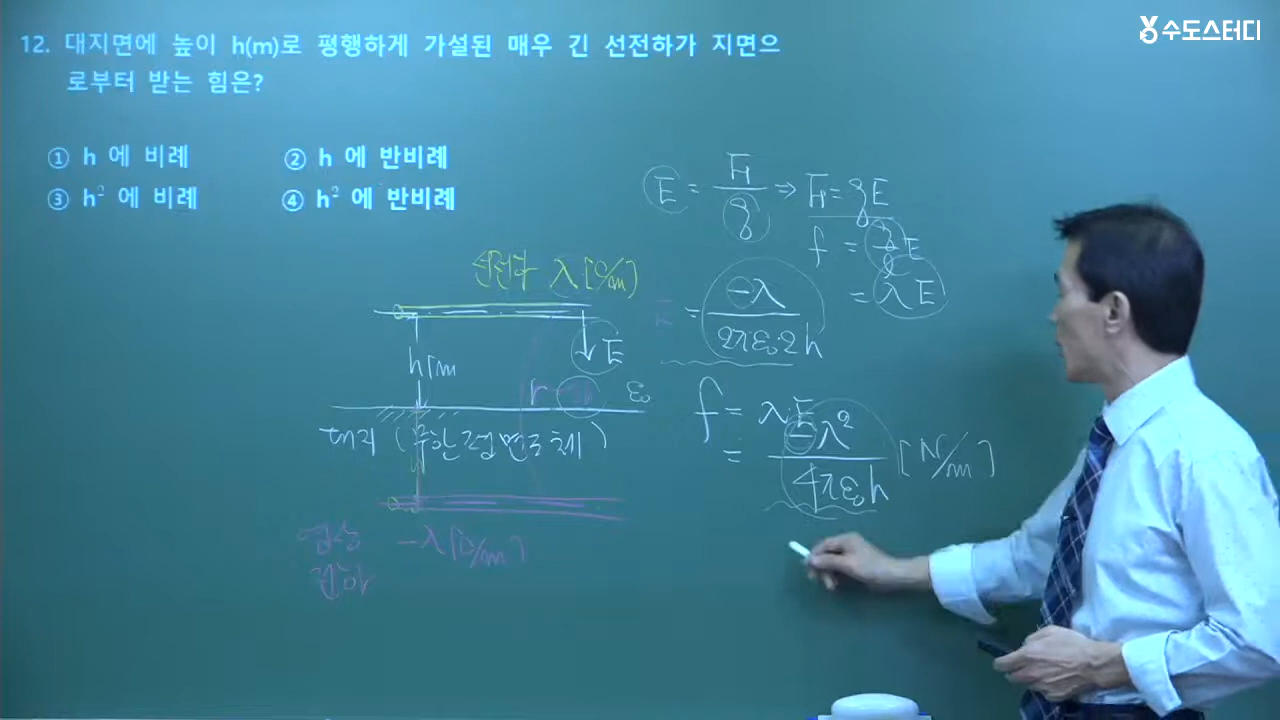 수도스터디
12. 대지면에 높이 h(m)로 평행하게 가설된 매우 긴 선전하가 지면으
로부터 받는 힘은?
① h 에 비례
② h 에 반비례
③ h² 에 비례
④ h² 에 반비례
E = F/q ⇒ F = qE
f = q/ℓ E
= λE
선전하 λ[C/m]
= -λ/2πε₀·2h
h[m]
E
r
ε₀
대지 (무한평면도체)
f = λ·E
= -λ²/4πε₀h [N/m]
영상 -λ[C/m]
전하